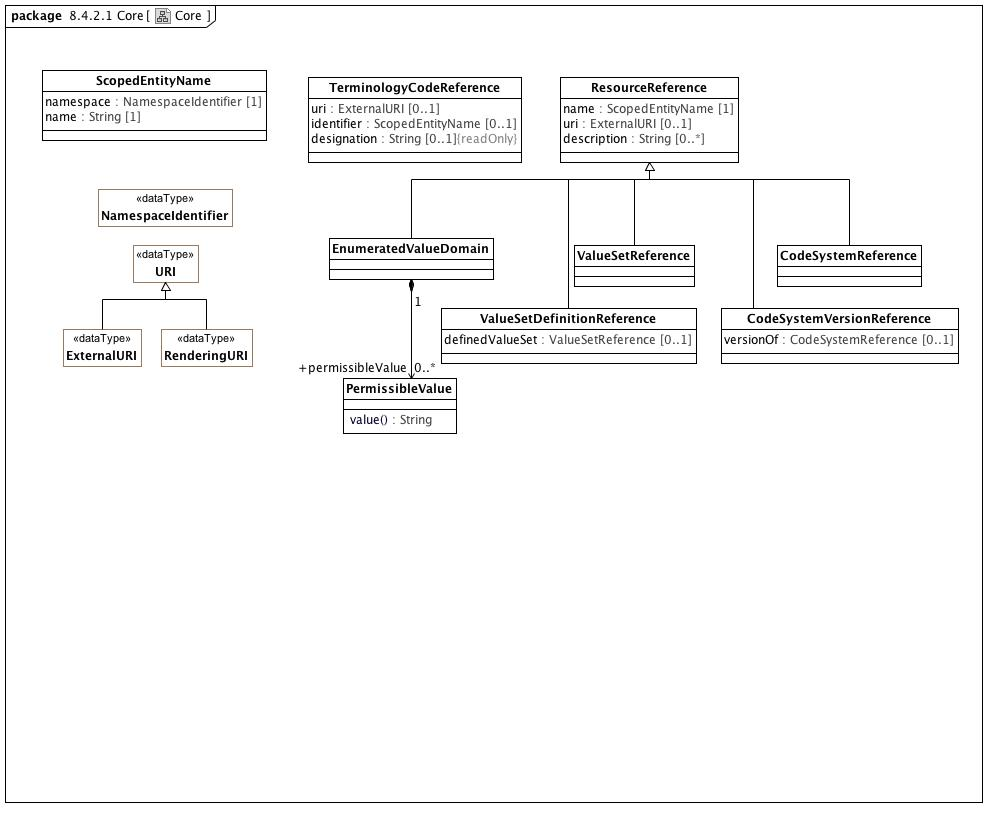 package 8.4.2.1 Core [ Core ]
ScopedEntityName
namespace : NamespaceIdentifier [1]
name : String [1]
TerminologyCodeReference
uri : ExternalURI [0..1]
identifier : ScopedEntityName [0..1]
designation : String [0..1]{readOnly}
ResourceReference
name : ScopedEntityName [1]
uri : ExternalURI [0..1]
description : String [0..*]
«dataType»
NamespaceIdentifier
«dataType»
URI
«dataType»
ExternalURI
«dataType»
RenderingURI
EnumeratedValueDomain
ValueSetReference
CodeSystemReference
1
ValueSetDefinitionReference
definedValueSet : ValueSetReference [0..1]
CodeSystemVersionReference
versionOf : CodeSystemReference [0..1]
+permissibleValue 0..*
PermissibleValue
value() : String